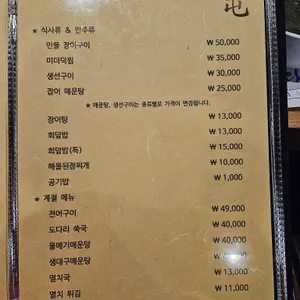 屯
★ 식사류 & 안주류
민물 장어구이 ₩ 50,000
미더덕찜 ₩ 35,000
생선구이 ₩ 30,000
잡어 매운탕 ₩ 25,000
★ 매운탕, 생선구이는 종류별로 가격이 변경됩니다.
장어탕 ₩ 13,000
회덮밥 ₩ 13,000
회덮밥(특) ₩ 15,000
해물된장찌개 ₩ 10,000
공기밥 ₩ 1,000
★ 계절 메뉴
전어구이 ₩ 49,000
도다리 쑥국 ₩ 40,000
물메기매운탕 ₩ 40,000
생대구매운탕
멸치국 ₩ 13,000
멸치 튀김 ₩ 11,000